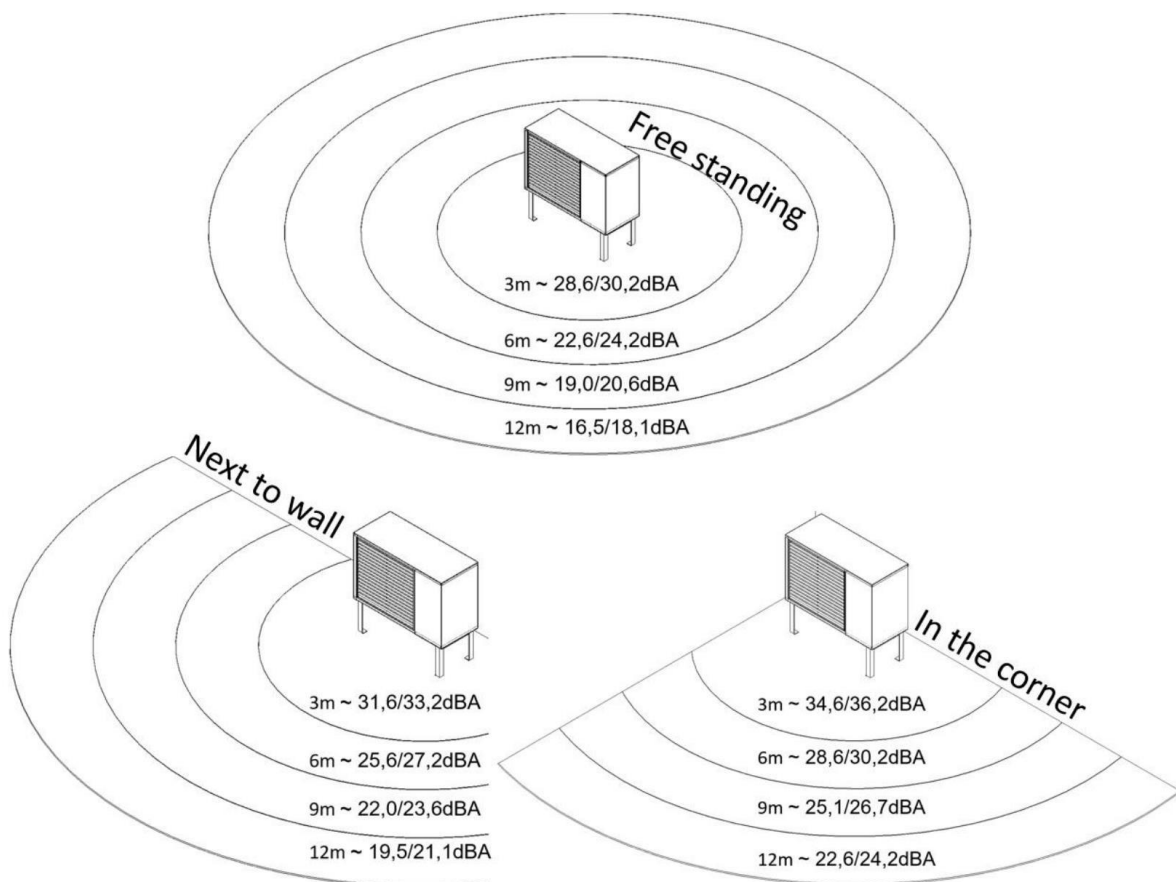 Free standing
3m ~ 28,6/30,2dBA
6m ~ 22,6/24,2dBA
9m ~ 19,0/20,6dBA
12m ~ 16,5/18,1dBA
Next to wall
3m ~ 31,6/33,2dBA
6m ~ 25,6/27,2dBA
9m ~ 22,0/23,6dBA
12m ~ 19,5/21,1dBA
In the corner
3m ~ 34,6/36,2dBA
6m ~ 28,6/30,2dBA
9m ~ 25,1/26,7dBA
12m ~ 22,6/24,2dBA